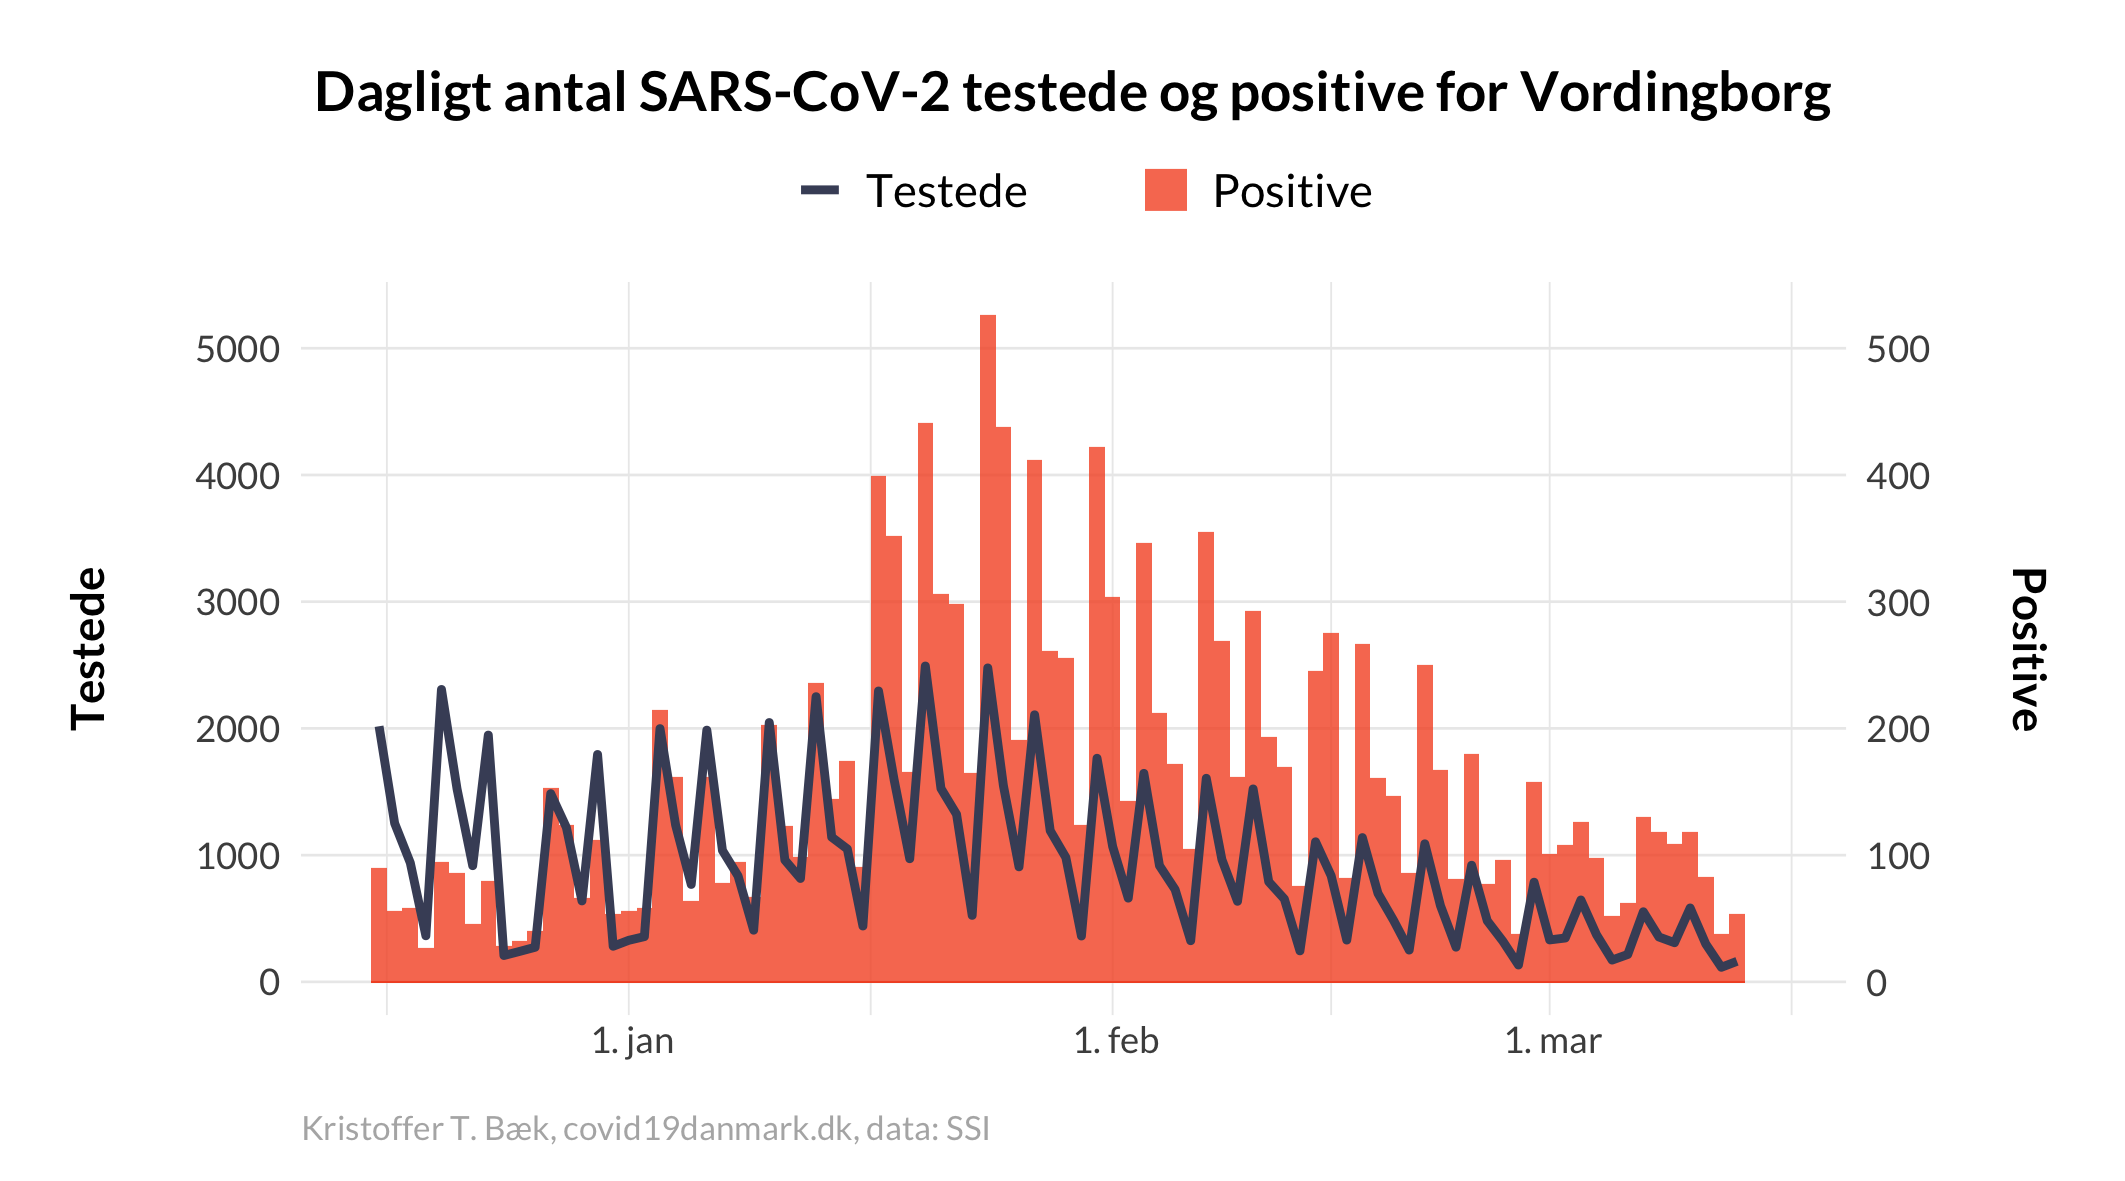 Dagligt antal SARS-CoV-2 testede og positive for Vordingborg
Testede
Positive
5000
4000
3000
2000
1000
0
Testede
500
400
300
200
100
0
Positive
1. jan
1. feb
1. mar
Kristoffer T. Bæk, covid19danmark.dk, data: SSI